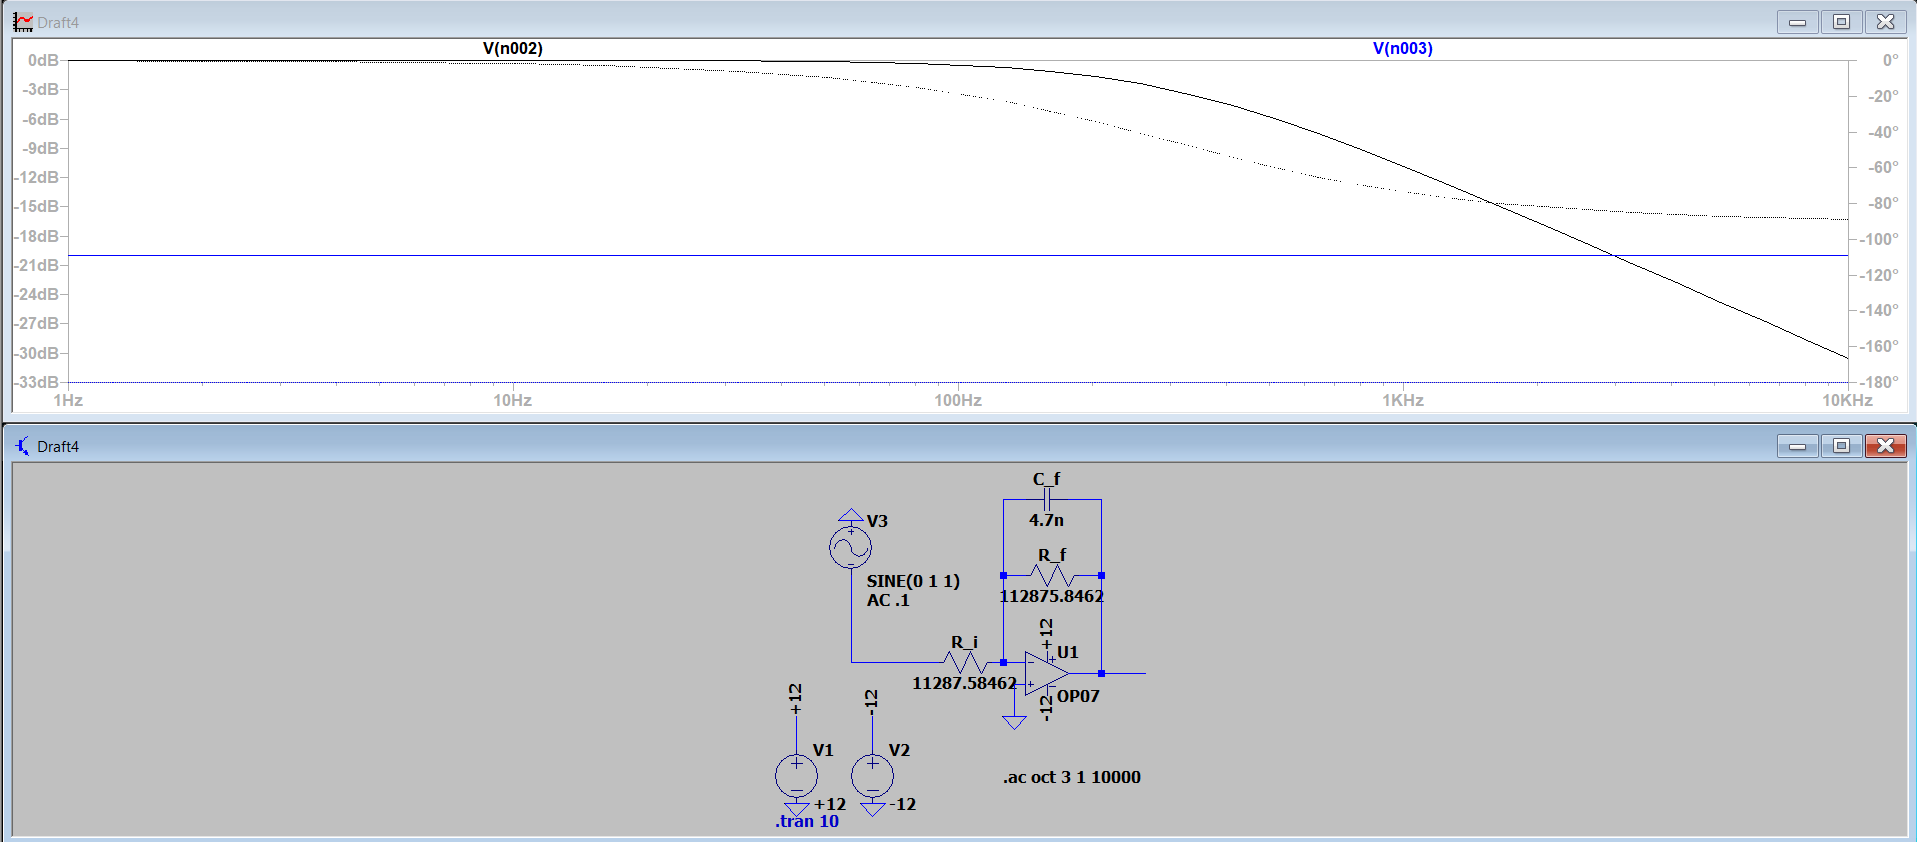 Draft4
V(n002)
V(n003)
0dB
-3dB
-6dB
-9dB
-12dB
-15dB
-18dB
-21dB
-24dB
-27dB
-30dB
-33dB
0°
-20°
-40°
-60°
-80°
-100°
-120°
-140°
-160°
-180°
1Hz
10Hz
100Hz
1KHz
10KHz
Draft4
C_f
4.7n
V3
SINE(0 1 1)
AC .1
R_f
112875.8462
R_i
11287.58462
+12
U1
-12
OP07
+12
-12
V1
+12
V2
-12
.tran 10
.ac oct 3 1 10000